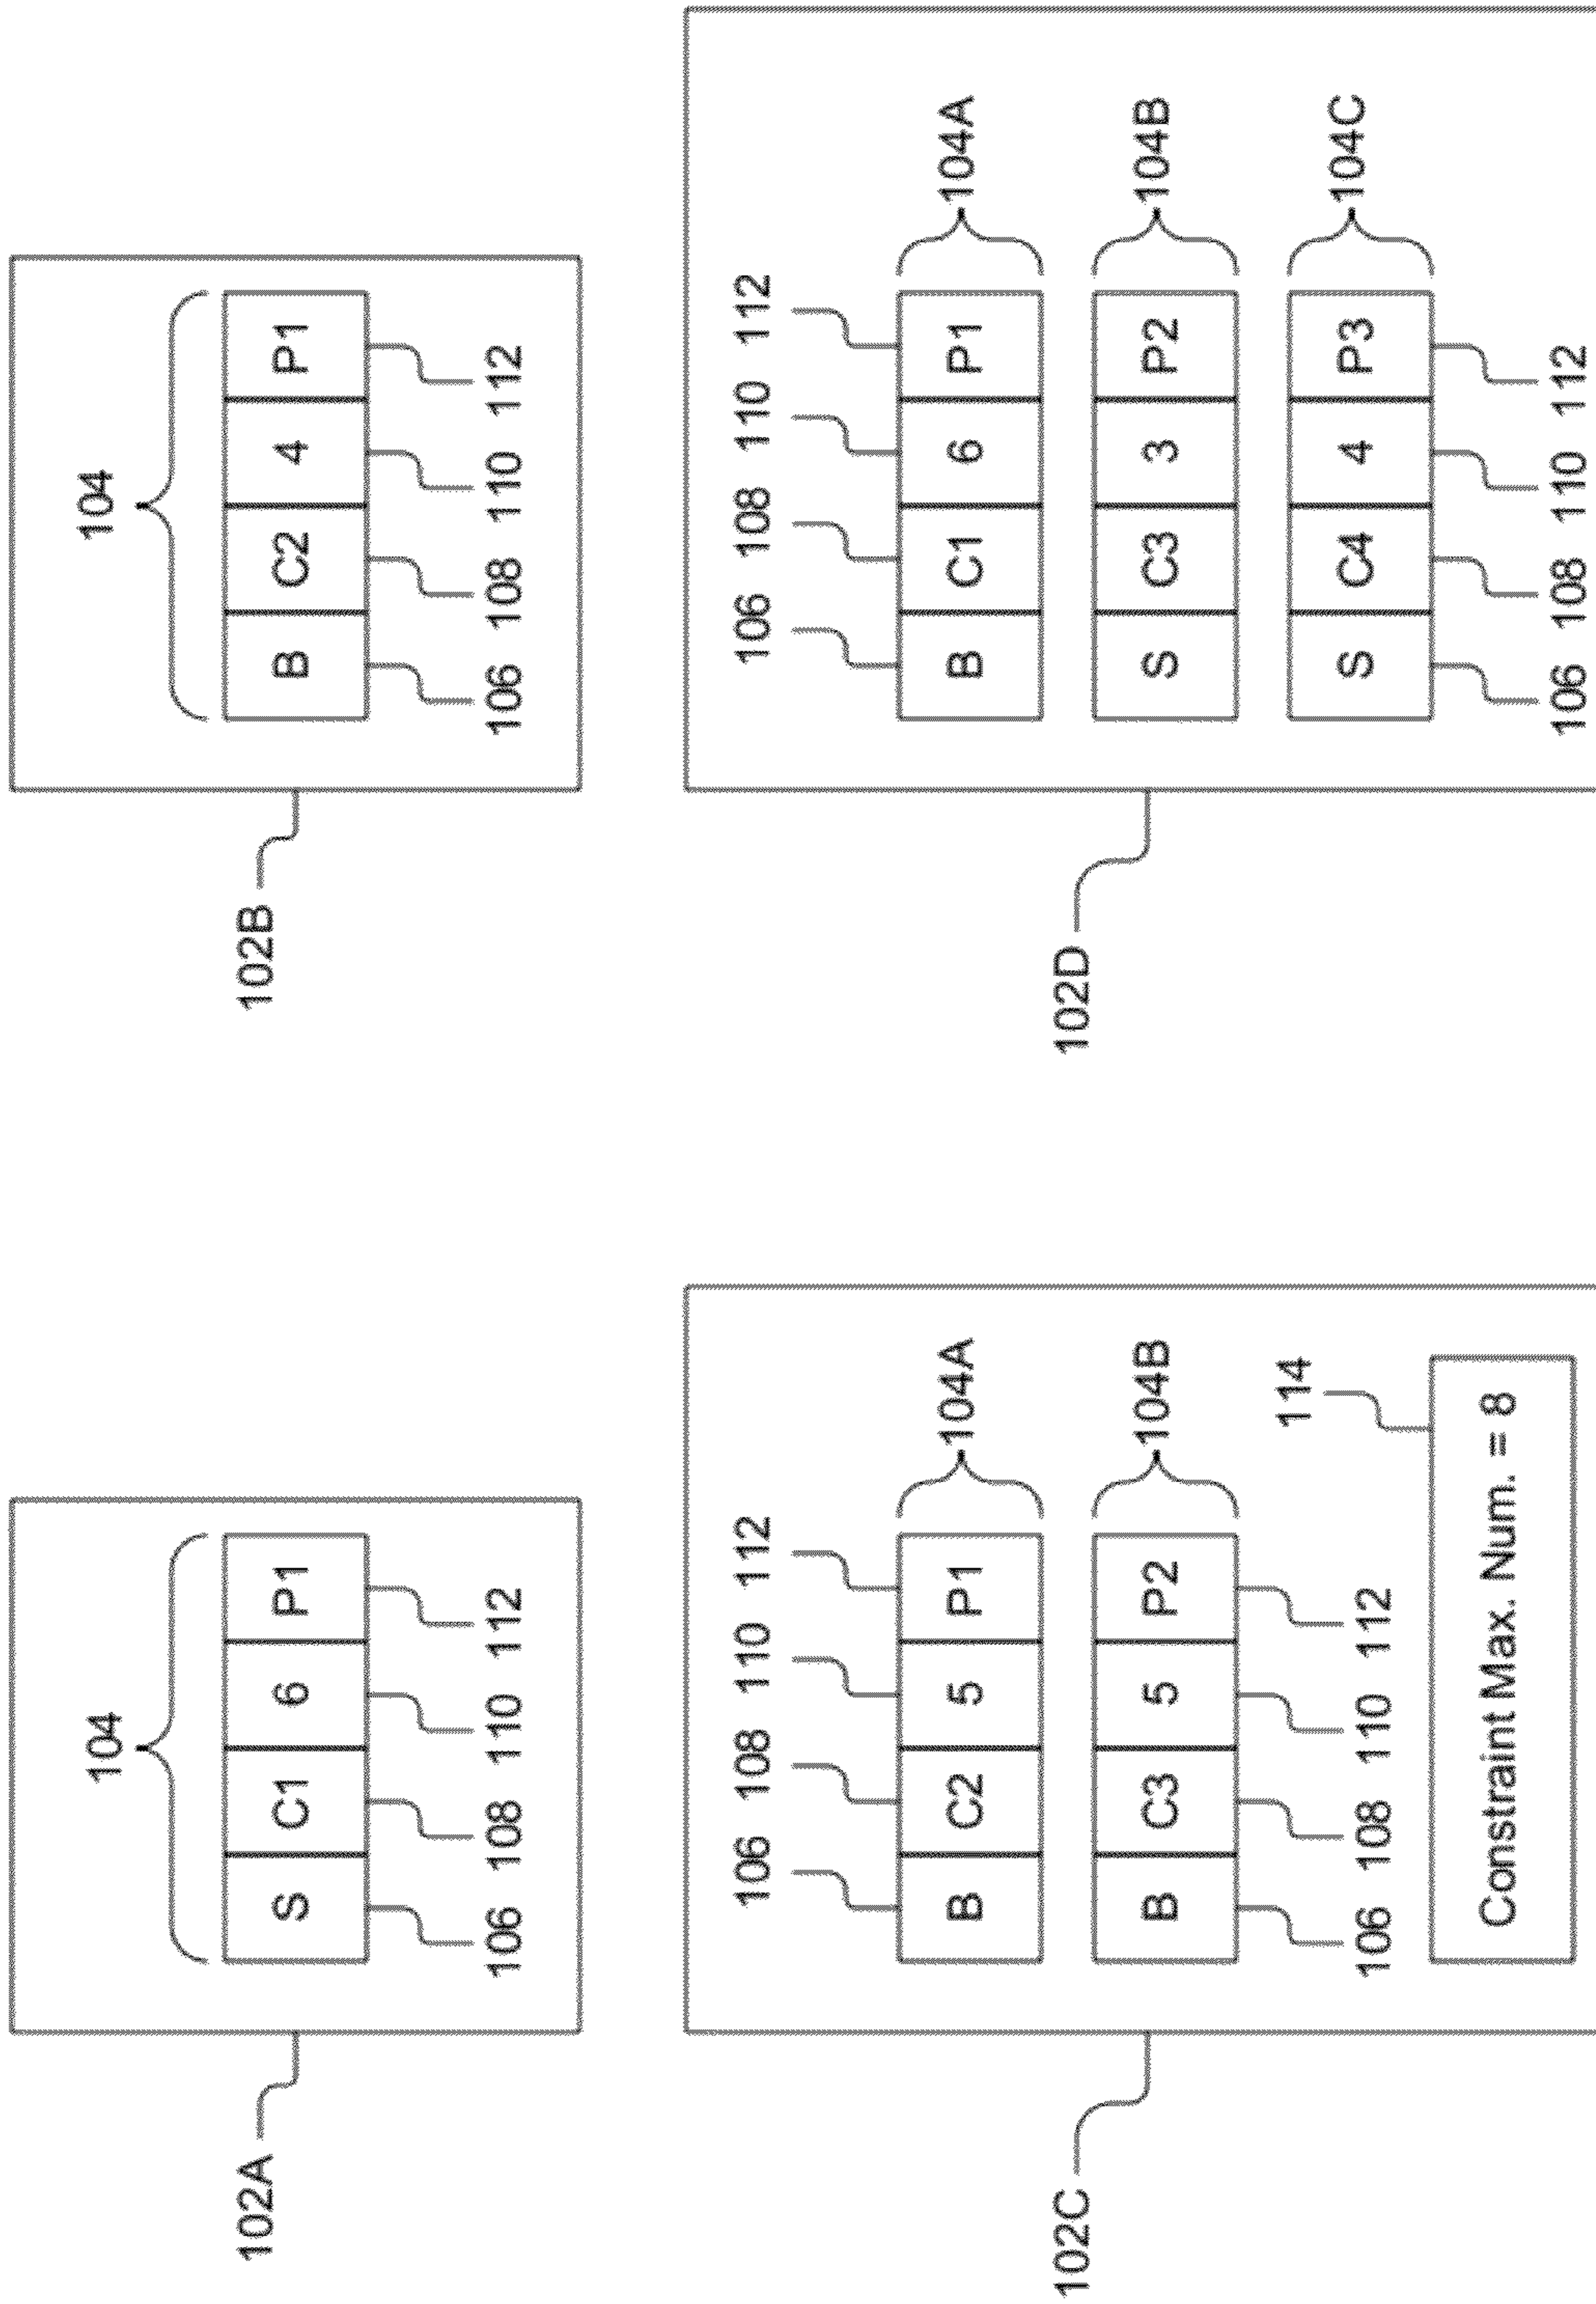 102A
104
S C1 6 P1
106 108 110 112
102B
104
B C2 4 P1
106 108 110 112
102C
106 108 110 112
B C2 5 P1 104A
B C3 5 P2 104B
106 108 110 112
114
Constraint Max. Num. = 8
102D
106 108 110 112
B C1 6 P1 104A
S C3 3 P2 104B
S C4 4 P3 104C
106 108 110 112